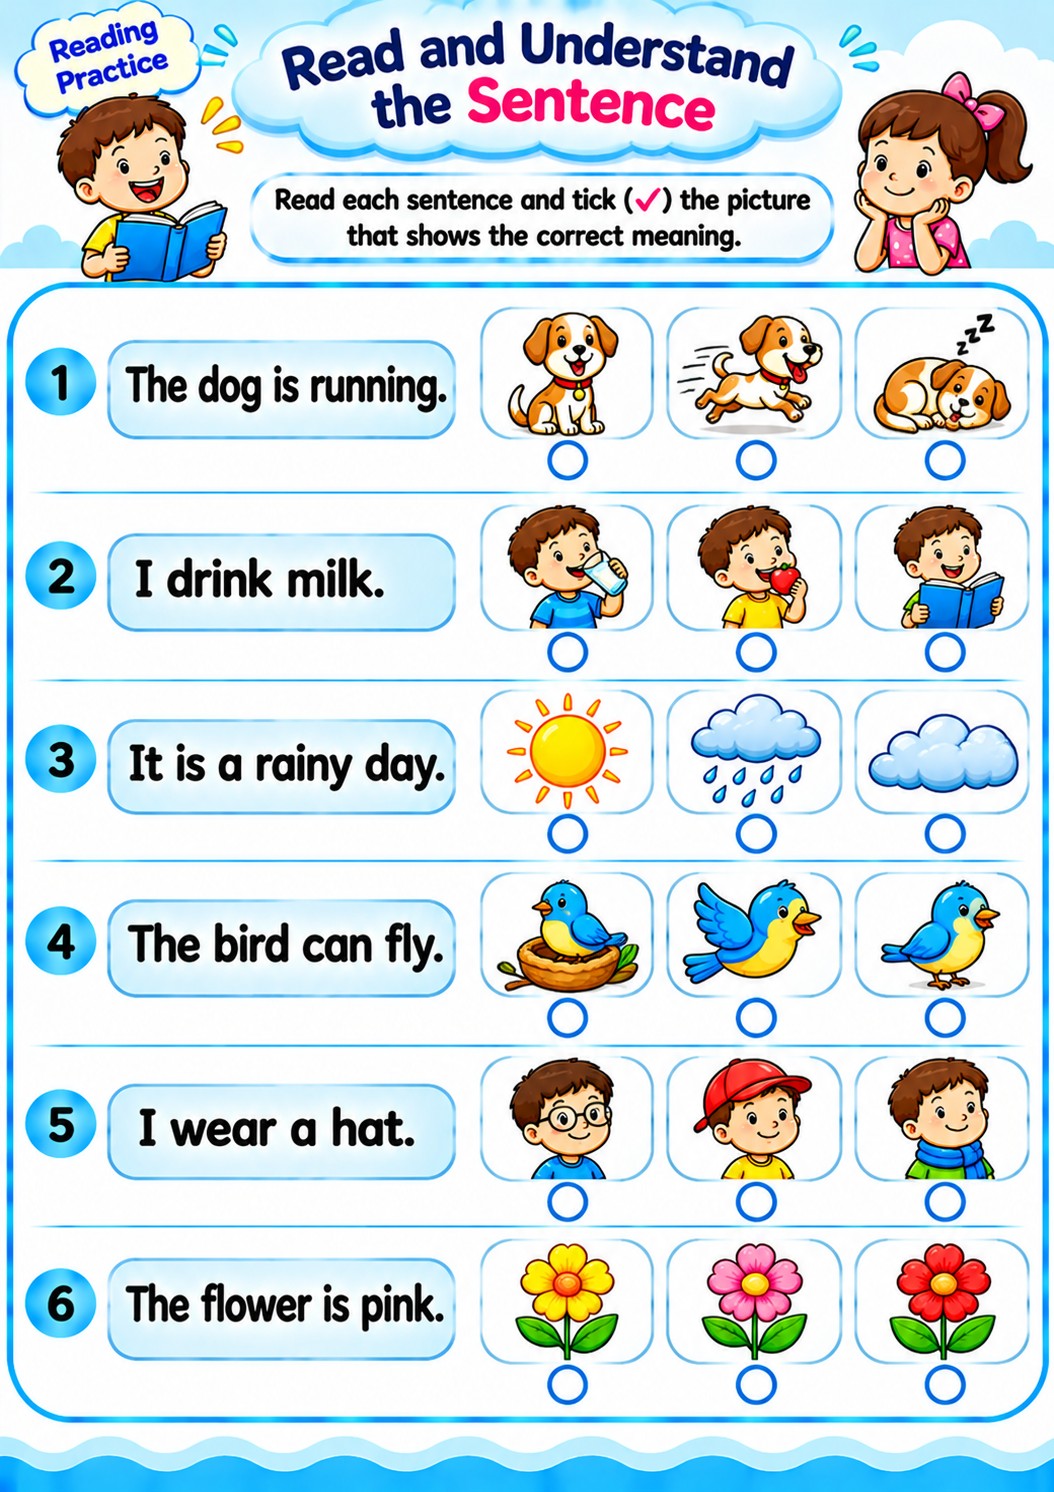 Reading
Practice
Read and Understand
the Sentence
Read each sentence and tick (✓) the picture
that shows the correct meaning.
1
The dog is running.
zzZ
2
I drink milk.
3
It is a rainy day.
4
The bird can fly.
5
I wear a hat.
6
The flower is pink.